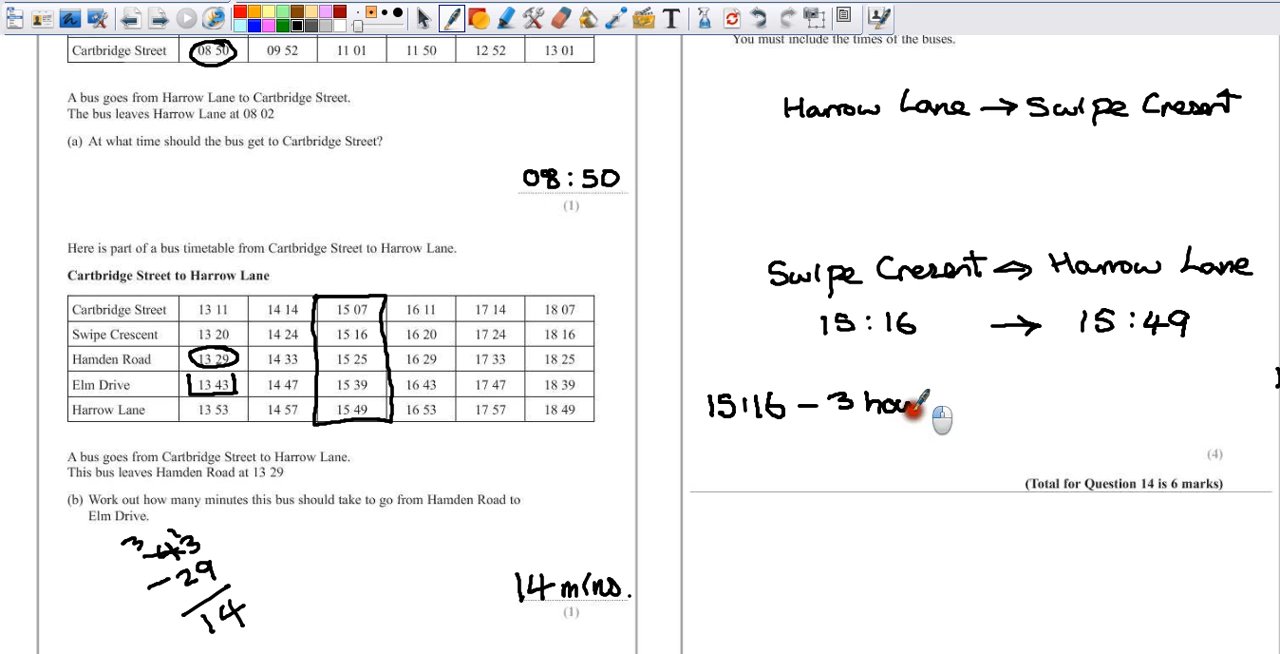 Cartbridge Street 08 50 09 52 11 01 11 50 12 52 13 01
A bus goes from Harrow Lane to Cartbridge Street.
The bus leaves Harrow Lane at 08 02
(a) At what time should the bus get to Cartbridge Street?
08:50
(1)
Here is part of a bus timetable from Cartbridge Street to Harrow Lane.
Cartbridge Street to Harrow Lane
Cartbridge Street 13 11 14 14 15 07 16 11 17 14 18 07
Swipe Crescent 13 20 14 24 15 16 16 20 17 24 18 16
Hamden Road 13 29 14 33 15 25 16 29 17 33 18 25
Elm Drive 13 43 14 47 15 39 16 43 17 47 18 39
Harrow Lane 13 53 14 57 15 49 16 53 17 57 18 49
A bus goes from Cartbridge Street to Harrow Lane.
This bus leaves Hamden Road at 13 29
(b) Work out how many minutes this bus should take to go from Hamden Road to
Elm Drive.
3 43
-29
14
14 mins.
(1)
You must include the times of the buses.
Harrow Lane → Swipe Cresent
Swipe Cresent ⇒ Harrow Lane
15:16 → 15:49
15:16 - 3 hou
(4)
(Total for Question 14 is 6 marks)